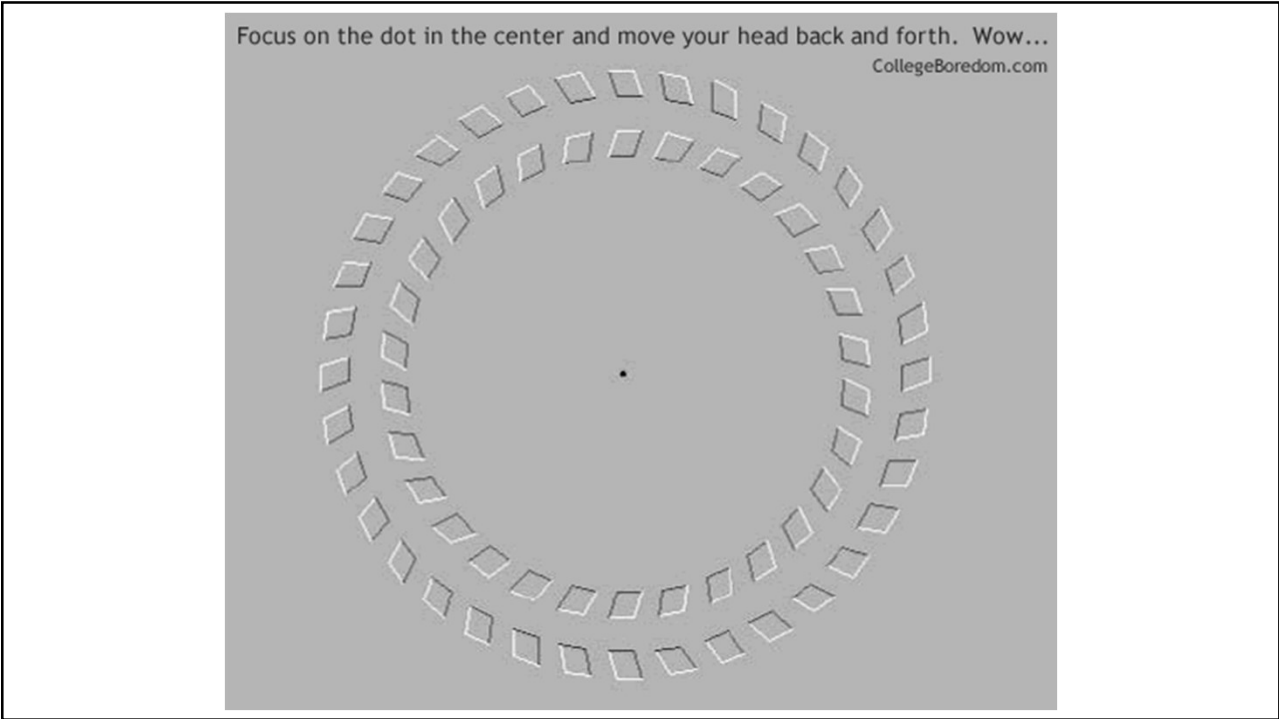 Focus on the dot in the center and move your head back and forth.  Wow...
CollegeBoredom.com